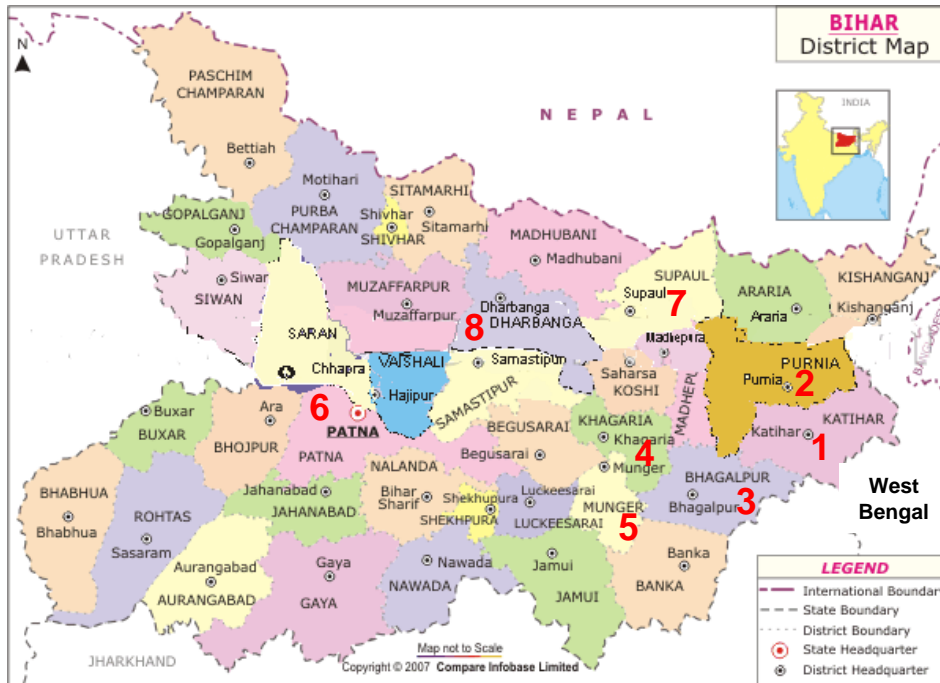 BIHAR
District Map
N
PASCHIM
CHAMPARAN
Bettiah
NEPAL
INDIA
Motihari
PURBA
CHAMPARAN
SITAMARHI
Shivhar
SHIVHAR
Sitamarhi
GOPALGANJ
Gopalganj
UTTAR
PRADESH
MADHUBANI
Madhubani
SUPAUL
Supaul
7
ARARIA
Araria
KISHANGANJ
Kishanganj
Siwan
SIWAN
MUZAFFARPUR
Muzaffarpur
Dharbanga
DHARBANGA
8
SARAN
Chhapra
VAISHALI
Hajipur
Samastipur
SAMASTIPUR
Saharsa
KOSHI
Madhepura
MADHEPL
PURNIA
Purnia
2
KATIHAR
Katihar
1
Buxar
BUXAR
Ara
BHOJPUR
6
PATNA
PATNA
BEGUSARAI
Begusarai
KHAGARIA
Khagaria
4
Munger
MUNGER
5
BHAGALPUR
Bhagalpur
3
West
Bengal
NALANDA
Bihar
Sharif
Jahanabad
JAHANABAD
Shekhupura
SHEKHPURA
Luckeesarai
LUCKEESARAI
BHABHUA
Bhabhua
ROHTAS
Sasaram
Aurangabad
AURANGABAD
Gaya
GAYA
Nawada
NAWADA
Jamui
JAMUI
Banka
BANKA
JHARKHAND
Map not to Scale
Copyright © 2007 Compare Infobase Limited
LEGEND
International Boundar
State Boundary
District Boundary
State Headquarter
District Headquarter